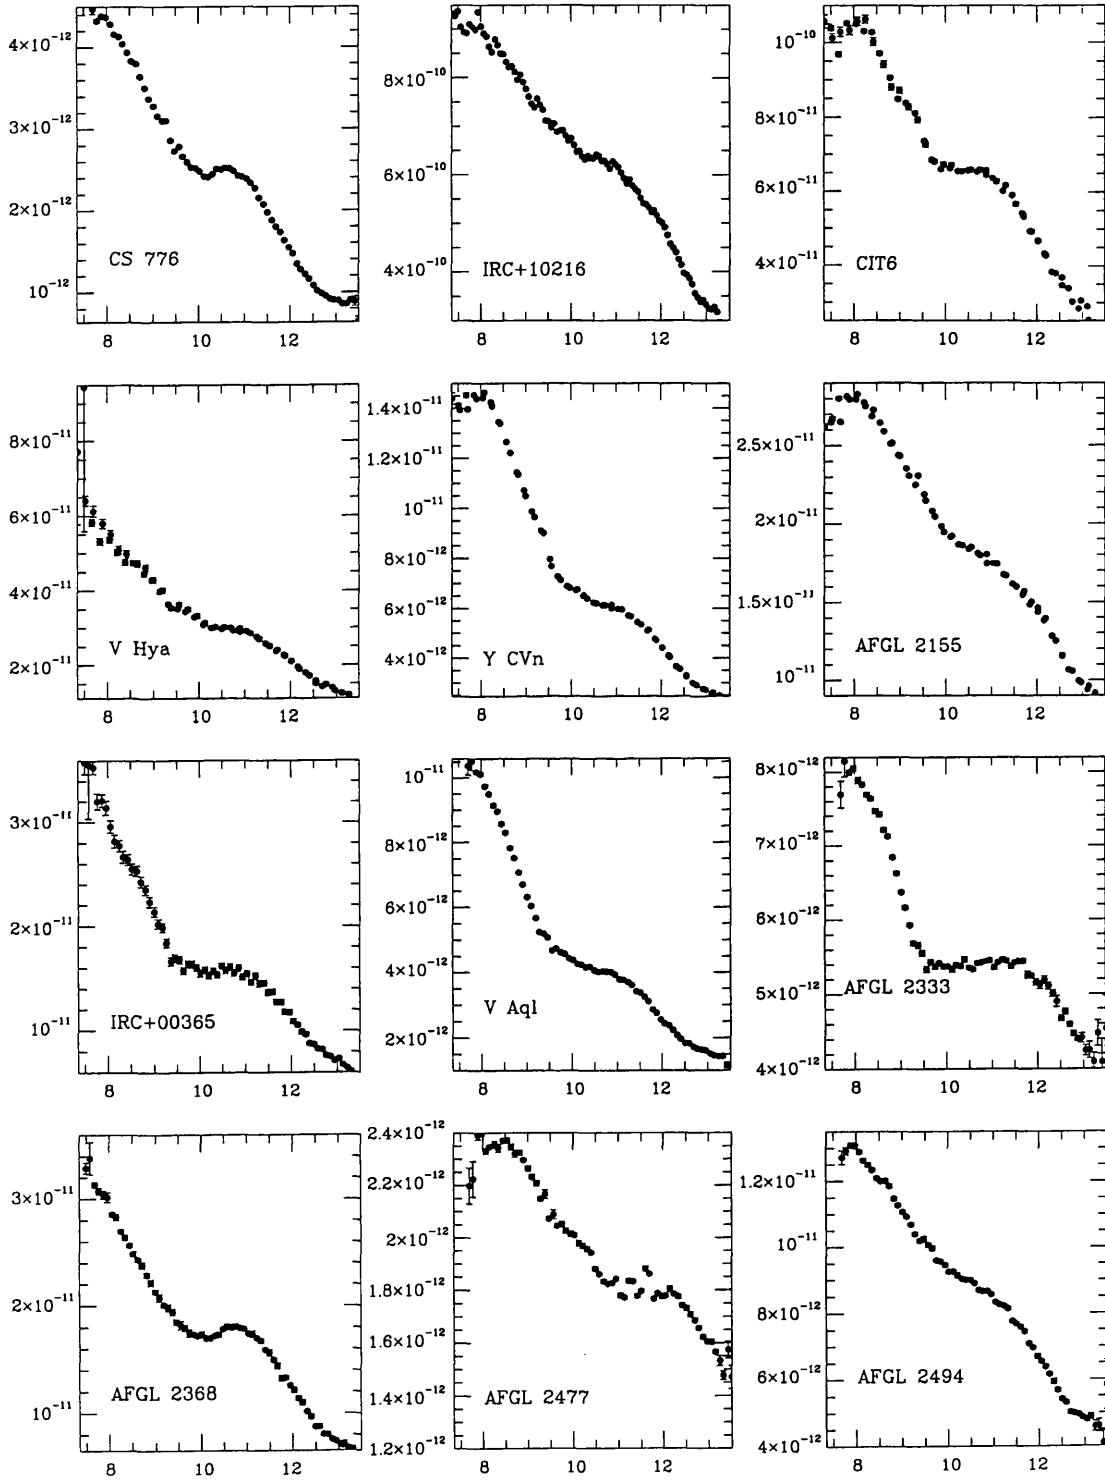 4×10⁻¹²
3×10⁻¹²
2×10⁻¹²
10⁻¹²
CS 776
8 10 12
8×10⁻¹⁰
6×10⁻¹⁰
4×10⁻¹⁰
IRC+10216
8 10 12
10⁻¹⁰
8×10⁻¹¹
6×10⁻¹¹
4×10⁻¹¹
CIT6
8 10 12
8×10⁻¹¹
6×10⁻¹¹
4×10⁻¹¹
2×10⁻¹¹
V Hya
8 10 12
1.4×10⁻¹¹
1.2×10⁻¹¹
10⁻¹¹
8×10⁻¹²
6×10⁻¹²
4×10⁻¹²
Y CVn
8 10 12
2.5×10⁻¹¹
2×10⁻¹¹
1.5×10⁻¹¹
10⁻¹¹
AFGL 2155
8 10 12
3×10⁻¹¹
2×10⁻¹¹
10⁻¹¹
IRC+00365
8 10 12
10⁻¹¹
8×10⁻¹²
6×10⁻¹²
4×10⁻¹²
2×10⁻¹²
V Aql
8 10 12
8×10⁻¹²
7×10⁻¹²
6×10⁻¹²
5×10⁻¹²
4×10⁻¹²
AFGL 2333
8 10 12
3×10⁻¹¹
2×10⁻¹¹
10⁻¹¹
AFGL 2368
8 10 12
2.4×10⁻¹²
2.2×10⁻¹²
2×10⁻¹²
1.8×10⁻¹²
1.6×10⁻¹²
1.4×10⁻¹²
1.2×10⁻¹²
AFGL 2477
8 10 12
1.2×10⁻¹¹
10⁻¹¹
8×10⁻¹²
6×10⁻¹²
4×10⁻¹²
AFGL 2494
8 10 12